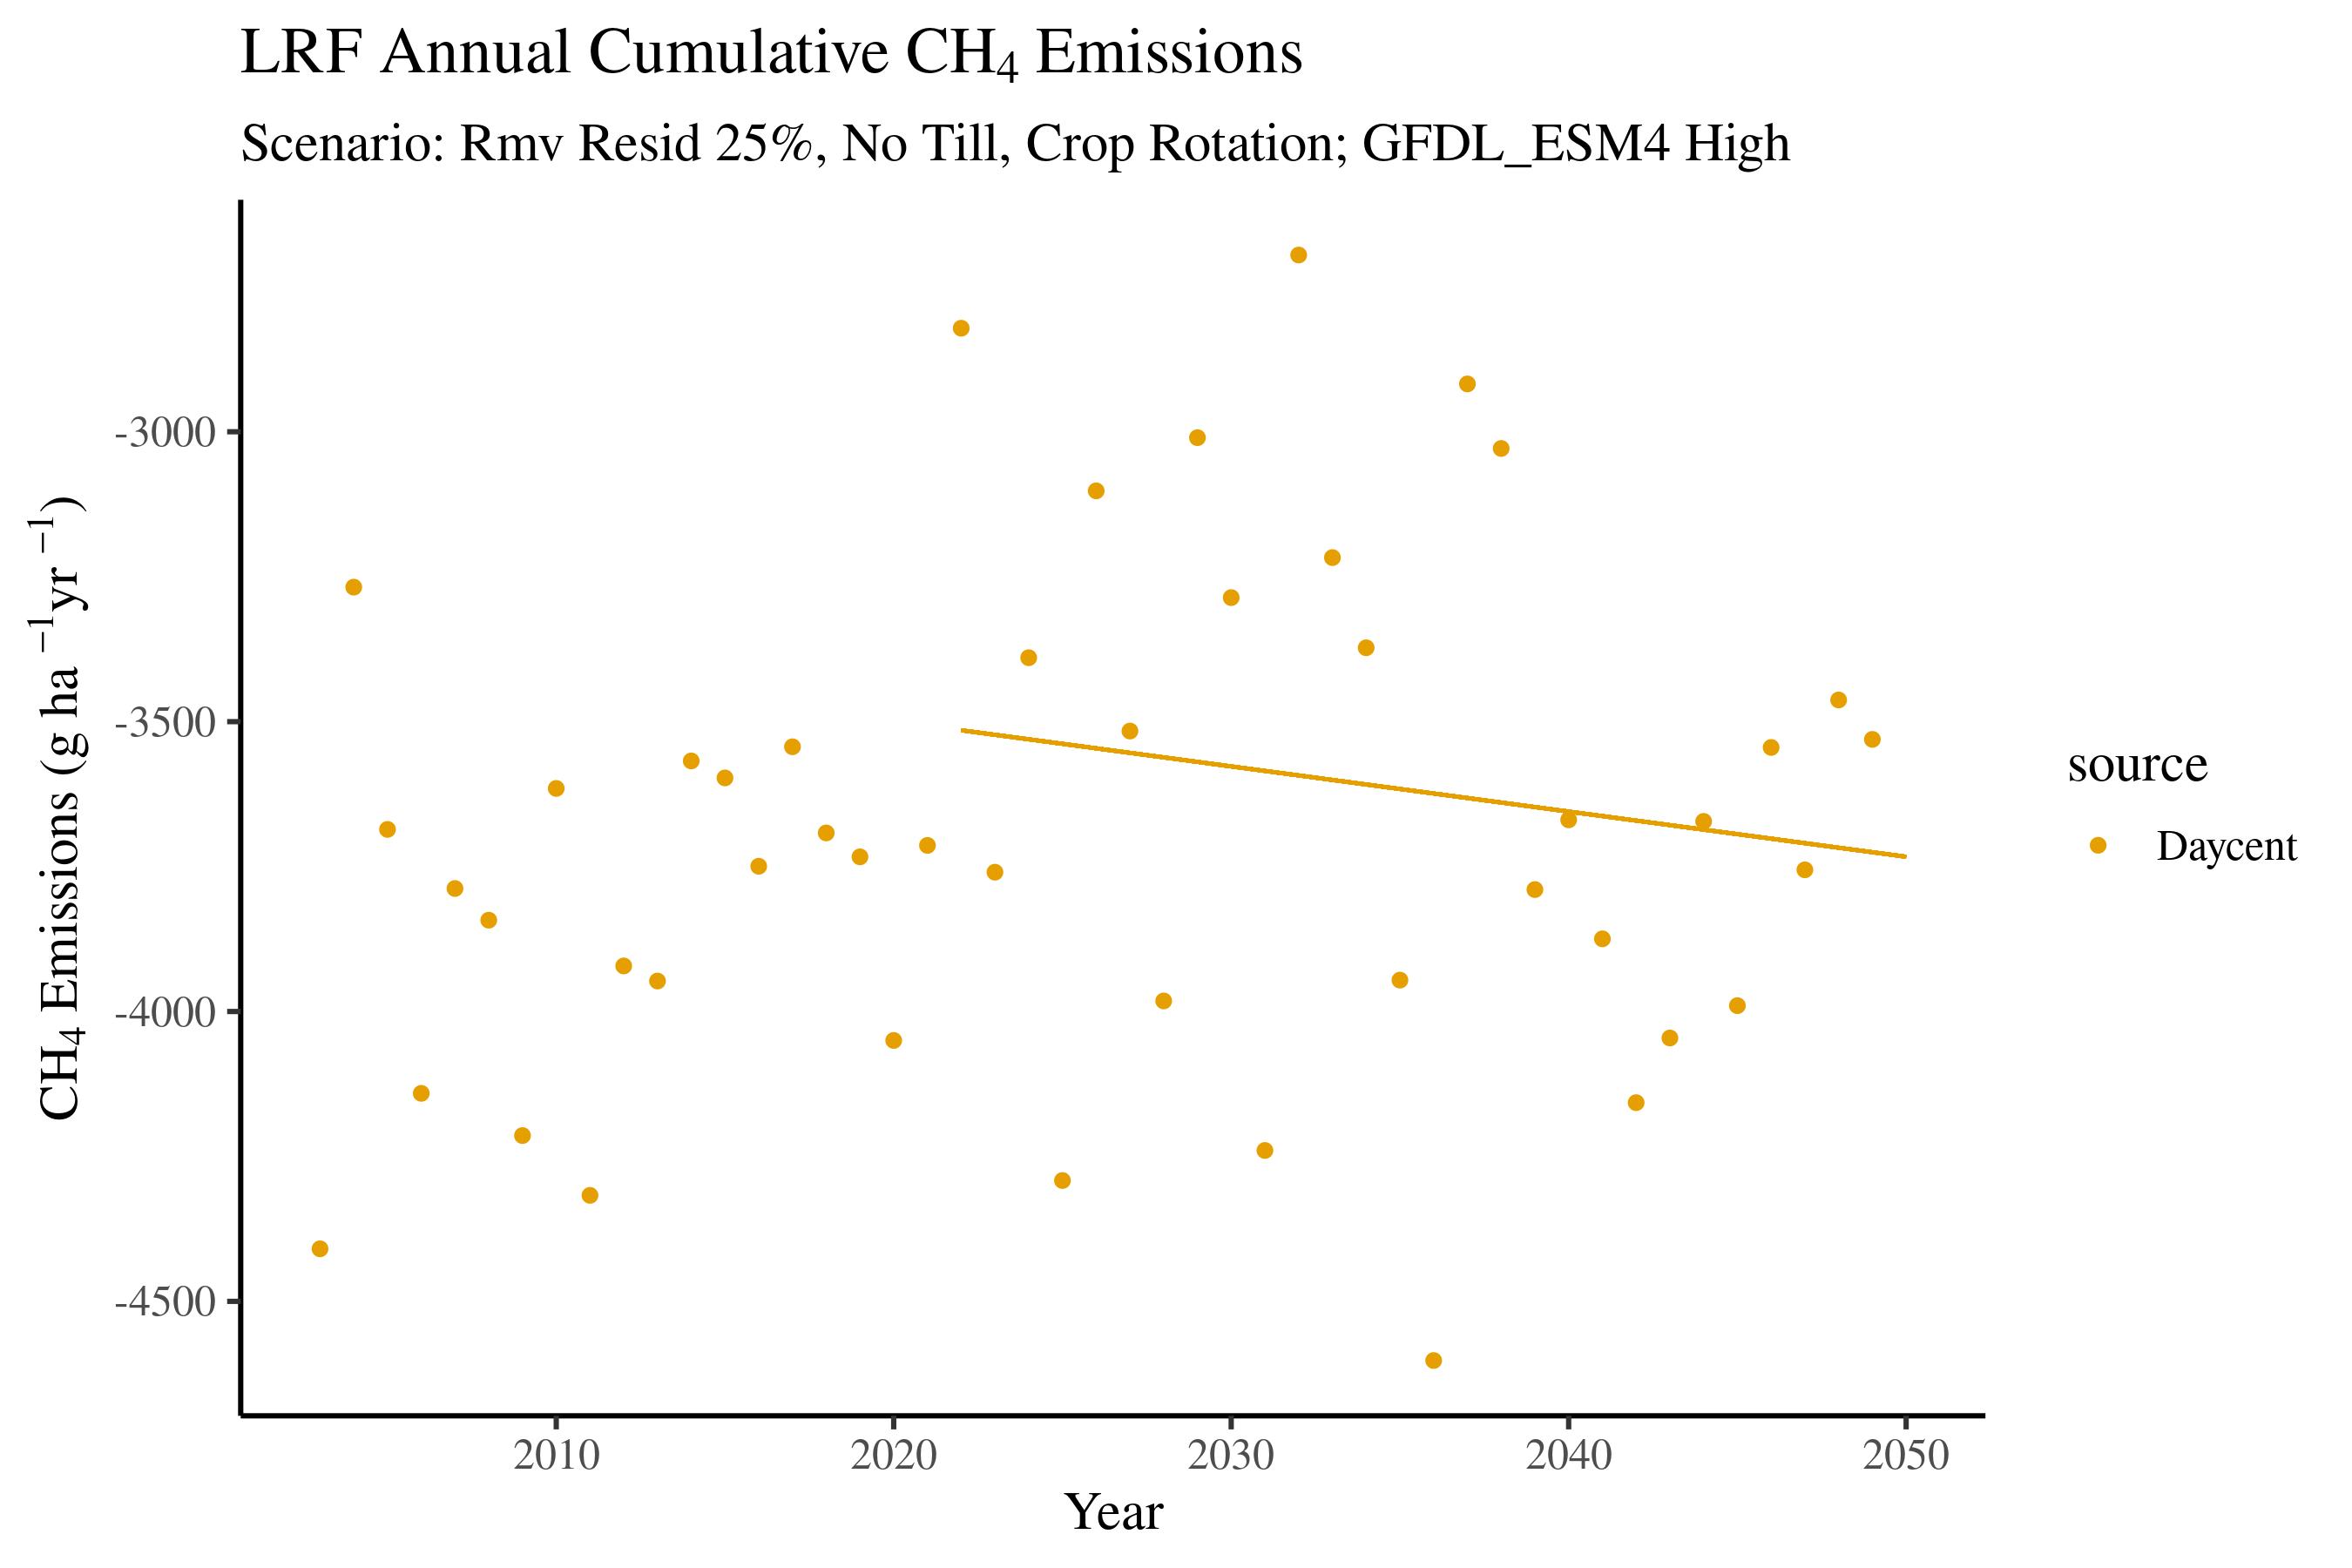 LRF Annual Cumulative CH₄ Emissions
Scenario: Rmv Resid 25%, No Till, Crop Rotation; GFDL_ESM4 High
CH₄ Emissions (g ha⁻¹yr⁻¹)
-3000
-3500
-4000
-4500
2010
2020
2030
2040
2050
Year
source
Daycent